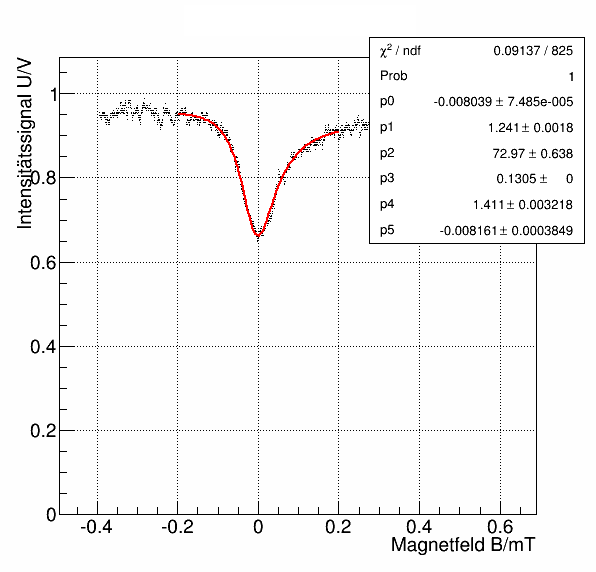 χ² / ndf 0.09137 / 825
Prob 1
p0 -0.008039 ± 7.485e-005
p1 1.241 ± 0.0018
p2 72.97 ± 0.638
p3 0.1305 ± 0
p4 1.411 ± 0.003218
p5 -0.008161 ± 0.0003849
Intensitätssignal U/V
1
0.8
0.6
0.4
0.2
0
-0.4 -0.2 0 0.2 0.4 0.6
Magnetfeld B/mT